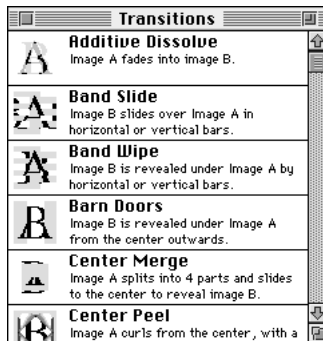 Transitions
Additive Dissolve
Image A fades into image B.
Band Slide
Image B slides over Image A in
horizontal or vertical bars.
Band Wipe
Image B is revealed under Image A by
horizontal or vertical bars.
Barn Doors
Image B is revealed under Image A
from the center outwards.
Center Merge
Image A splits into 4 parts and slides
to the center to reveal image B.
Center Peel
Image A curls from the center, with a